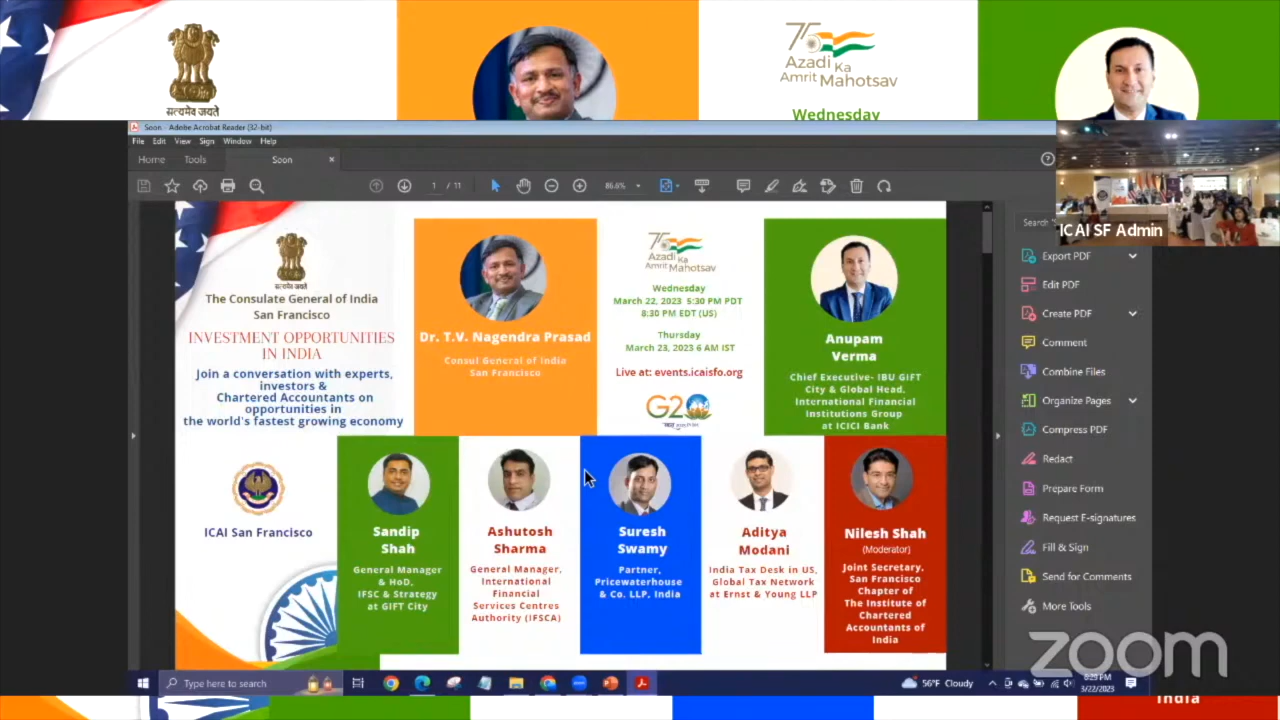 सत्यमेव जयते
75
Azadi Ka
Amrit Mahotsav
Wednesday
Soon - Adobe Acrobat Reader (32-bit)
File Edit View Sign Window Help
Home Tools Soon ×
1 / 11
86.6%
ICAI SF Admin
Search
Export PDF
Edit PDF
Create PDF
Comment
Combine Files
Organize Pages
Compress PDF
Redact
Prepare Form
Request E-signatures
Fill & Sign
Send for Comments
More Tools
सत्यमेव जयते
The Consulate General of India
San Francisco
INVESTMENT OPPORTUNITIES
IN INDIA
Join a conversation with experts,
investors &
Chartered Accountants on
opportunities in
the world's fastest growing economy
Dr. T.V. Nagendra Prasad
Consul General of India
San Francisco
75
Azadi Ka
Amrit Mahotsav
Wednesday
March 22, 2023 5:30 PM PDT
8:30 PM EDT (US)
Thursday
March 23, 2023 6 AM IST
Live at: events.icaisfo.org
G20
Anupam
Verma
Chief Executive- IBU GIFT
City & Global Head,
International Financial
Institutions Group
at ICICI Bank
ICAI San Francisco
Sandip
Shah
General Manager
& HoD,
IFSC & Strategy
at GIFT City
Ashutosh
Sharma
General Manager,
International
Financial
Services Centres
Authority (IFSCA)
Suresh
Swamy
Partner,
Pricewaterhouse
& Co. LLP, India
Aditya
Modani
India Tax Desk in US,
Global Tax Network
at Ernst & Young LLP
Nilesh Shah
(Moderator)
Joint Secretary,
San Francisco
Chapter of
The Institute of
Chartered
Accountants of
India
zoom
Type here to search
56°F Cloudy
3/22/2023
India